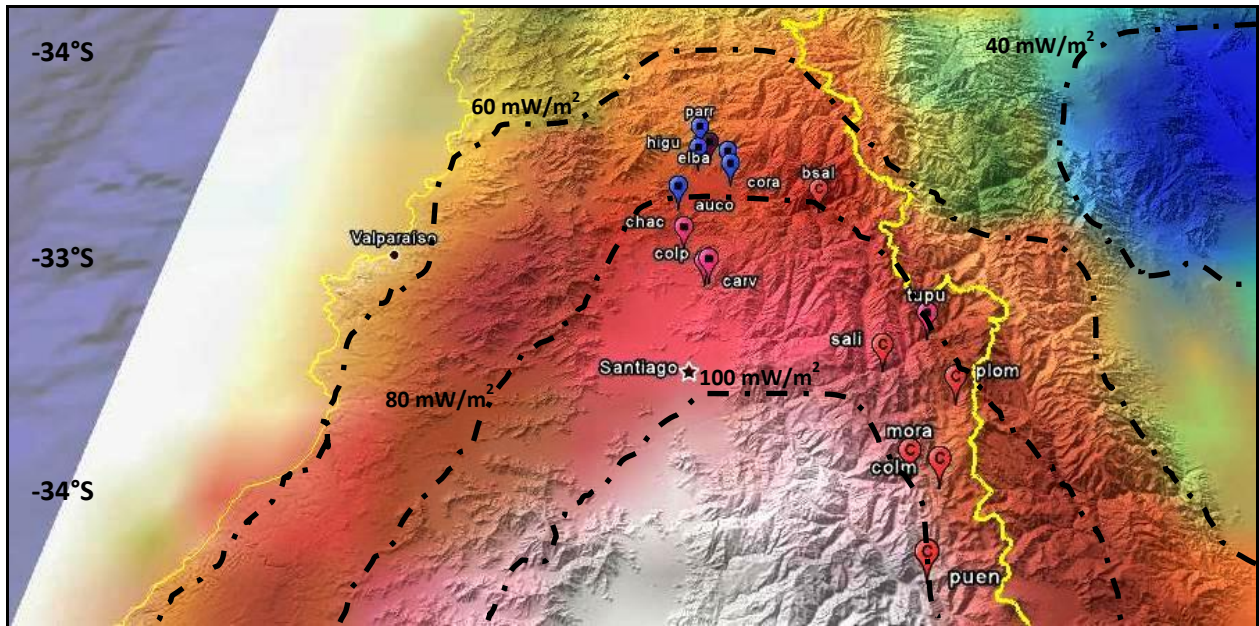 -34°S
40 mW/m²
60 mW/m²
parr
higu
elba
bsal
cora
auco
chac
Valparaíso
-33°S
colp
carv
tupu
sali
Santiago
100 mW/m²
plom
80 mW/m²
mora
colm
-34°S
puen
C
C
C
C
C
C